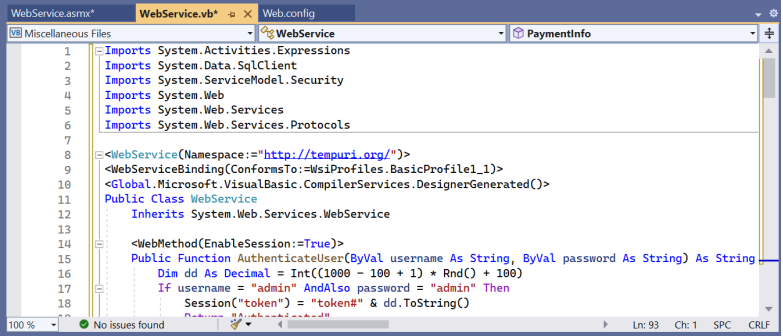 WebService.asmx* WebService.vb* Web.config
VB Miscellaneous Files WebService PaymentInfo
1 Imports System.Activities.Expressions
2 Imports System.Data.SqlClient
3 Imports System.ServiceModel.Security
4 Imports System.Web
5 Imports System.Web.Services
6 Imports System.Web.Services.Protocols
7
8 <WebService(Namespace:="http://tempuri.org/")>
9 <WebServiceBinding(ConformsTo:=WsiProfiles.BasicProfile1_1)>
10 <Global.Microsoft.VisualBasic.CompilerServices.DesignerGenerated()>
11 Public Class WebService
12 Inherits System.Web.Services.WebService
13
14 <WebMethod(EnableSession:=True)>
15 Public Function AuthenticateUser(ByVal username As String, ByVal password As String) As String
16 Dim dd As Decimal = Int((1000 - 100 + 1) * Rnd() + 100)
17 If username = "admin" AndAlso password = "admin" Then
18 Session("token") = "token#" & dd.ToString()
Return "Authenticated"
100 % No issues found Ln: 93 Ch: 1 SPC CRLF